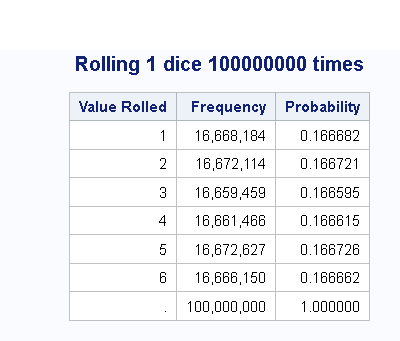 Rolling 1 dice 100000000 times
Value Rolled Frequency Probability
1 16,668,184 0.166682
2 16,672,114 0.166721
3 16,659,459 0.166595
4 16,661,466 0.166615
5 16,672,627 0.166726
6 16,666,150 0.166662
. 100,000,000 1.000000